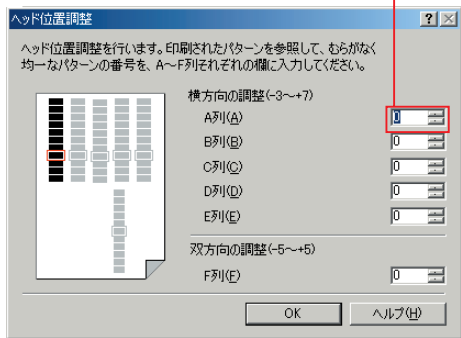 ヘッド位置調整
ヘッド位置調整を行います。印刷されたパターンを参照して、むらがなく
均一なパターンの番号を、A～F列それぞれの欄に入力してください。
横方向の調整(-3～+7)
A列(A) 0
B列(B) 0
C列(C) 0
D列(D) 0
E列(E) 0
双方向の調整(-5～+5)
F列(F) 0
OK ヘルプ(H)